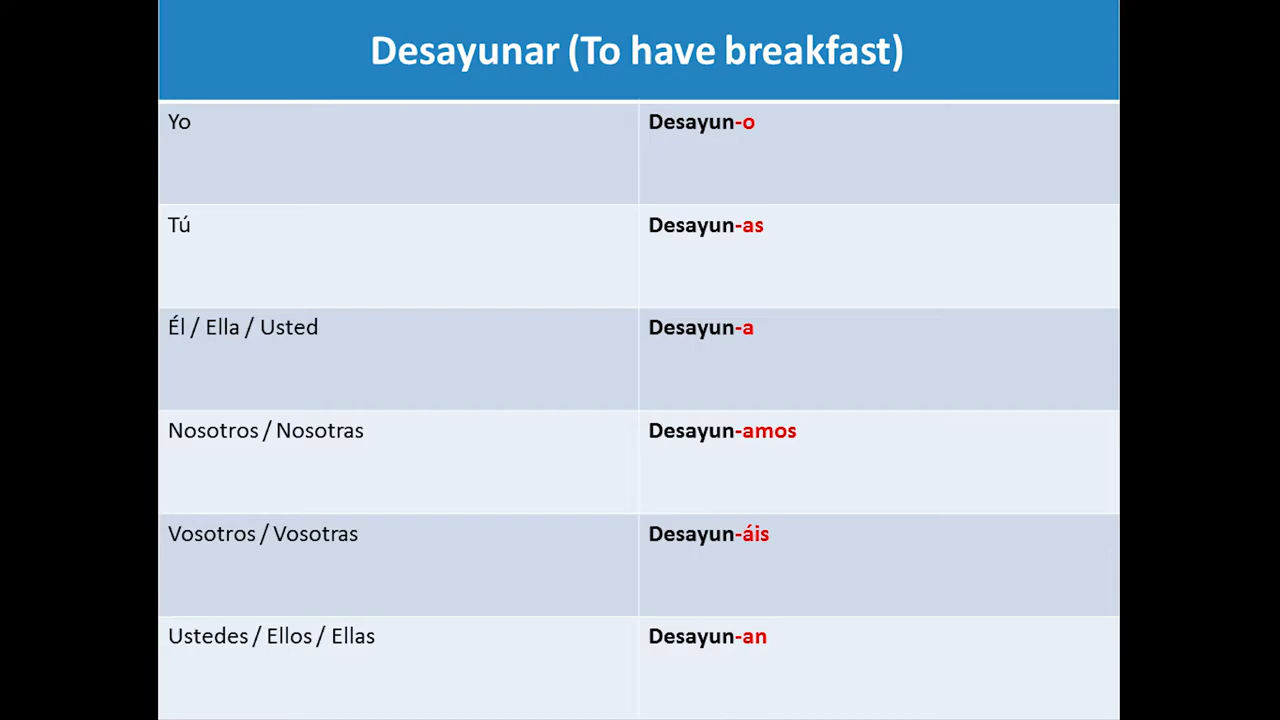 Desayunar (To have breakfast)
Yo Desayun-o
Tú Desayun-as
Él / Ella / Usted Desayun-a
Nosotros / Nosotras Desayun-amos
Vosotros / Vosotras Desayun-áis
Ustedes / Ellos / Ellas Desayun-an